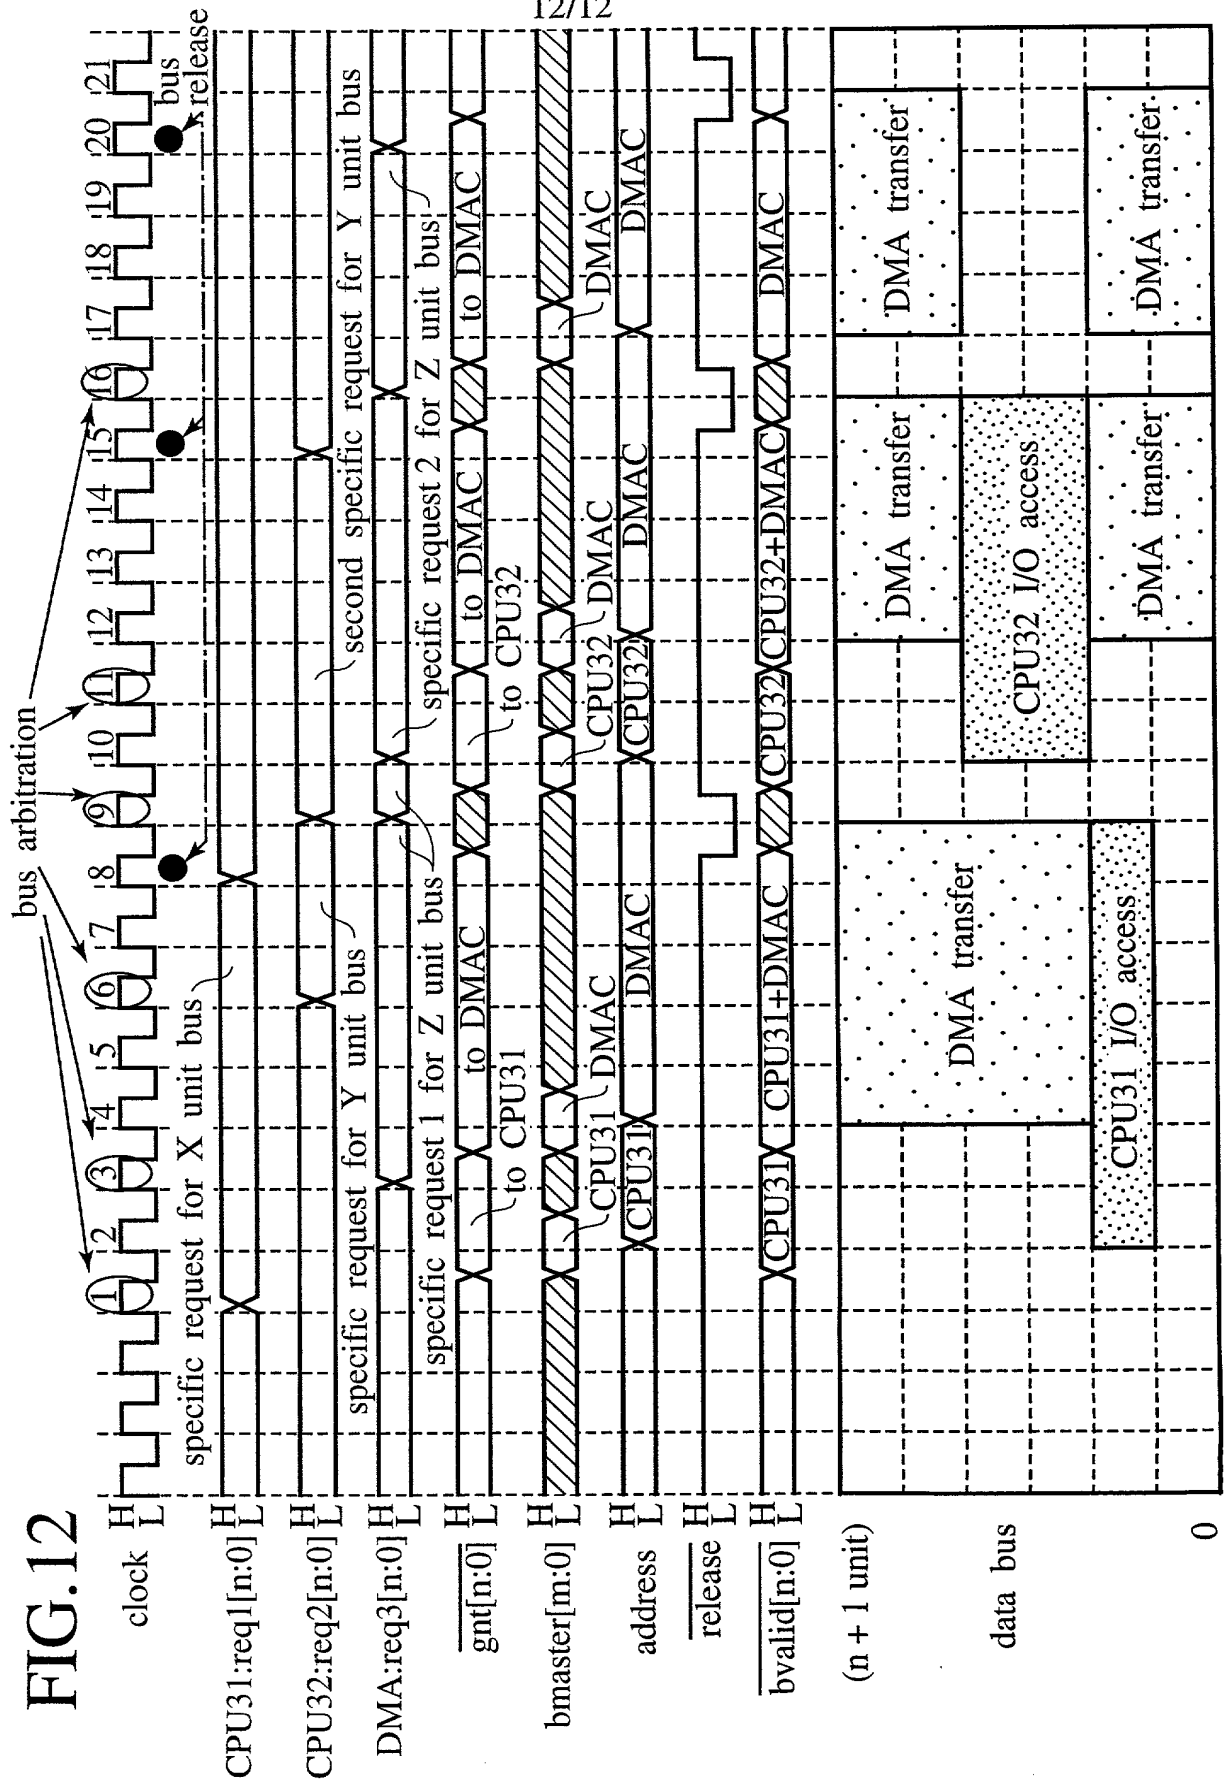 12/12
FIG.12
bus arbitration
clock
H
L
1 2 3 4 5 6 7 8 9 10 11 12 13 14 15 16 17 18 19 20 21
bus
release
specific request for X unit bus
CPU31:req1[n:0]
H
L
CPU32:req2[n:0]
H
L
specific request for Y unit bus
second specific request for Y unit bus
DMA:req3[n:0]
H
L
specific request 1 for Z unit bus
specific request 2 for Z unit bus
gnt[n:0]
H
L
to DMAC
to DMAC
to DMAC
to CPU31
to CPU32
bmaster[m:0]
H
L
CPU31
DMAC
CPU32
DMAC
DMAC
address
H
L
CPU31
DMAC
CPU32
DMAC
DMAC
release
H
L
bvalid[n:0]
H
L
CPU31
CPU31+DMAC
CPU32
CPU32+DMAC
DMAC
(n + 1 unit)
data bus
0
DMA transfer
CPU31 I/O access
DMA transfer
CPU32 I/O access
DMA transfer
DMA transfer
DMA transfer